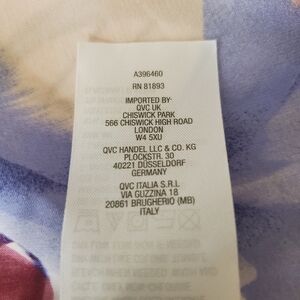 A396460
RN 81893
IMPORTED BY:
QVC UK
CHISWICK PARK
566 CHISWICK HIGH ROAD
LONDON
W4 5XU
QVC HANDEL LLC & CO. KG
PLOCKSTR. 30
40221 DÜSSELDORF
GERMANY
QVC ITALIA S.R.L
VIA GUZZINA 18
20861 BRUGHERIO (MB)
ITALY